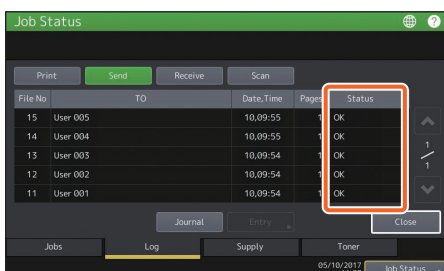 Job Status ?
Print Send Receive Scan
File No TO Date,Time Pages Status
15 User 005 10,09:55 1 OK
14 User 004 10,09:55 1 OK
13 User 003 10,09:54 1 OK
12 User 002 10,09:54 1 OK
11 User 001 10,09:54 1 OK
1
1
Journal Entry Close
Jobs Log Supply Toner
05/10/2017
Job Status